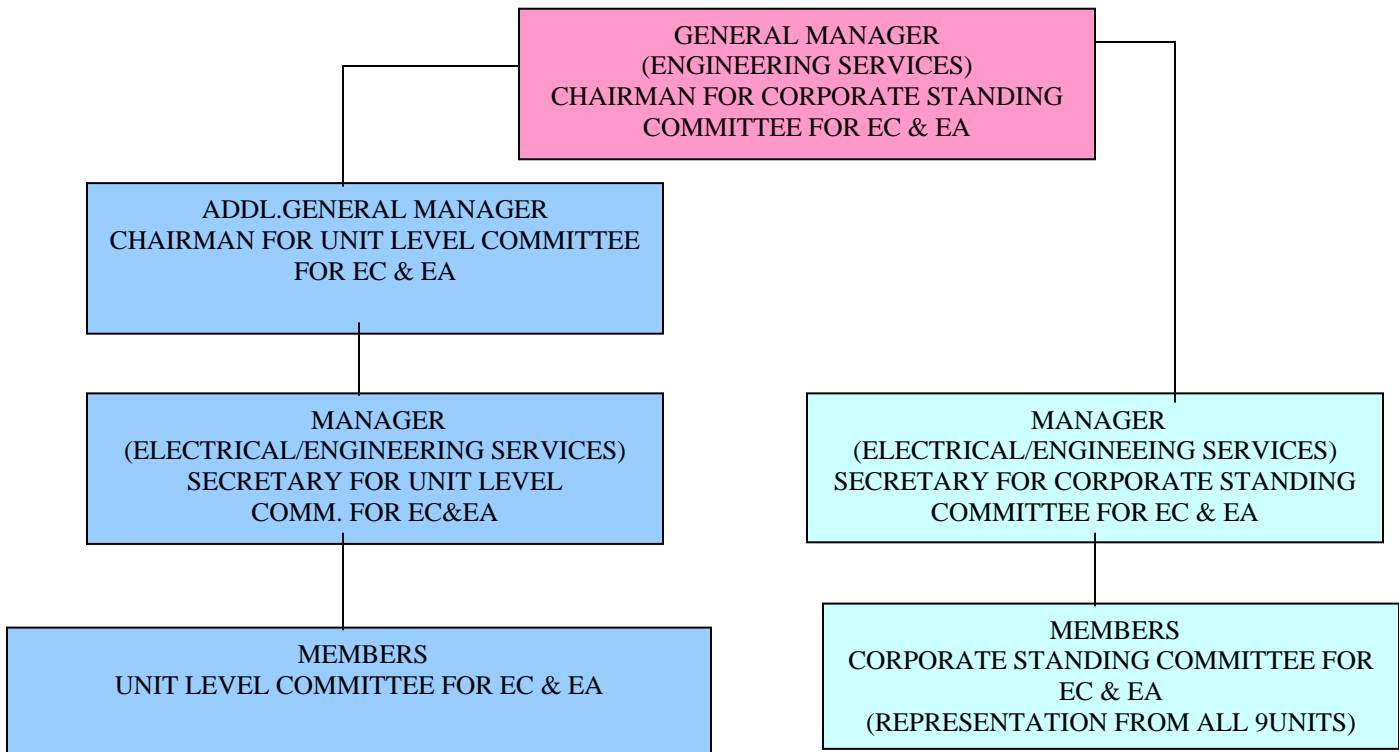 GENERAL MANAGER
(ENGINEERING SERVICES)
CHAIRMAN FOR CORPORATE STANDING
COMMITTEE FOR EC & EA
ADDL.GENERAL MANAGER
CHAIRMAN FOR UNIT LEVEL COMMITTEE
FOR EC & EA
MANAGER
(ELECTRICAL/ENGINEERING SERVICES)
SECRETARY FOR UNIT LEVEL
COMM. FOR EC&EA
MANAGER
(ELECTRICAL/ENGINEEING SERVICES)
SECRETARY FOR CORPORATE STANDING
COMMITTEE FOR EC & EA
MEMBERS
UNIT LEVEL COMMITTEE FOR EC & EA
MEMBERS
CORPORATE STANDING COMMITTEE FOR
EC & EA
(REPRESENTATION FROM ALL 9UNITS)